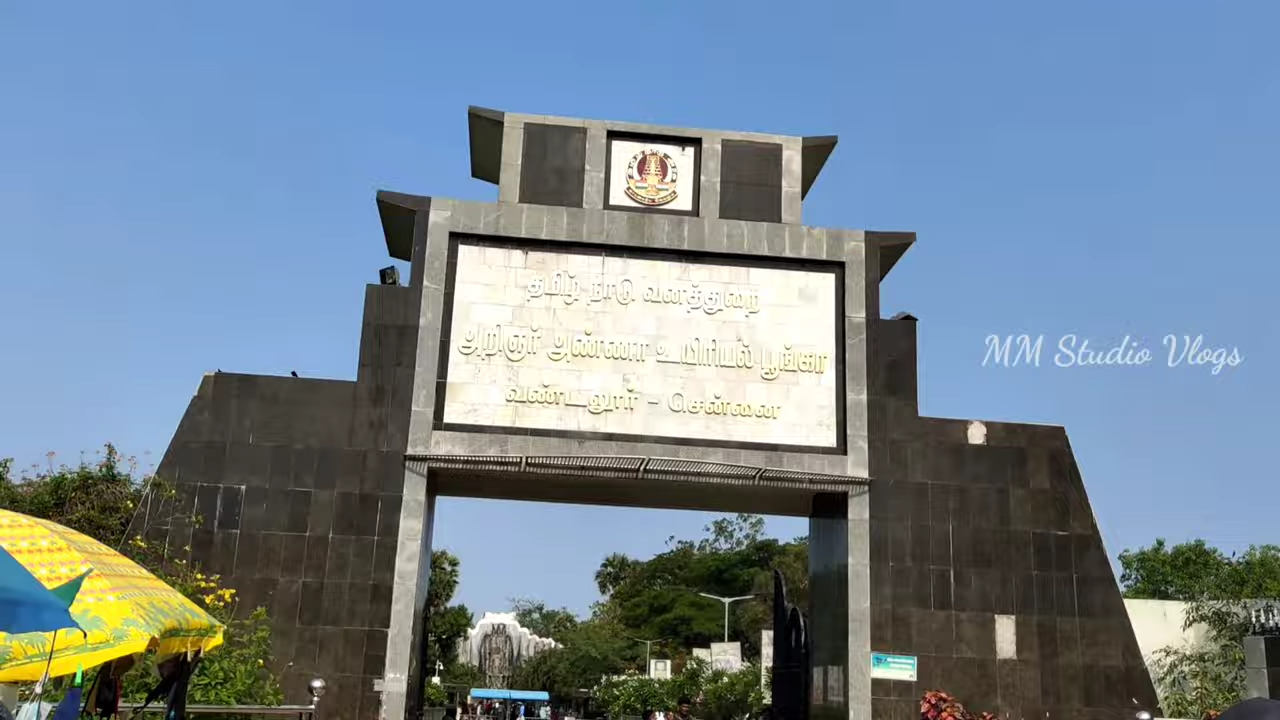 தமிழ் நாடு வனத்துறை
அறிஞர் அண்ணா உயிரியல் பூங்கா
வண்டலூர் - சென்னை
MM Studio Vlogs